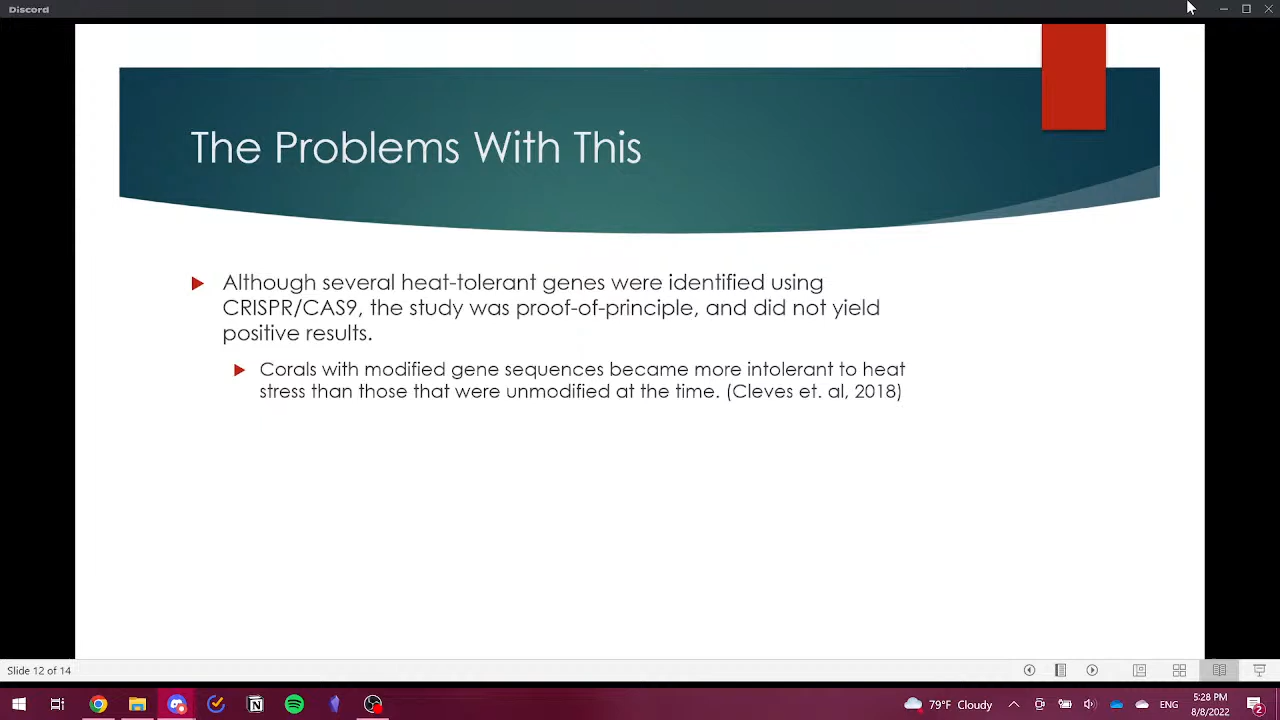 Discord
The Problems With This
Although several heat-tolerant genes were identified using
CRISPR/CAS9, the study was proof-of-principle, and did not yield
positive results.
Corals with modified gene sequences became more intolerant to heat
stress than those that were unmodified at the time. (Cleves et. al, 2018)
Slide 12 of 14
79°F Cloudy
5:28 PM
8/8/2022
2